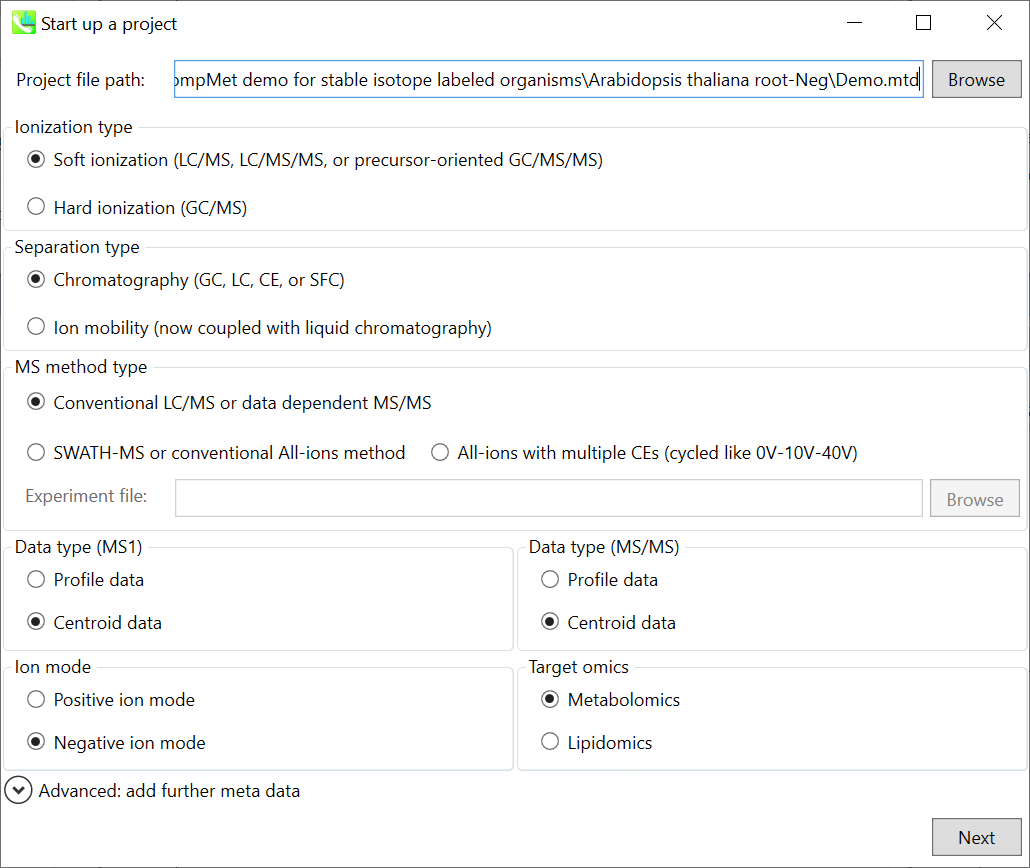 Start up a project
Project file path: ompMet demo for stable isotope labeled organisms\Arabidopsis thaliana root-Neg\Demo.mtd Browse
Ionization type
Soft ionization (LC/MS, LC/MS/MS, or precursor-oriented GC/MS/MS)
Hard ionization (GC/MS)
Separation type
Chromatography (GC, LC, CE, or SFC)
Ion mobility (now coupled with liquid chromatography)
MS method type
Conventional LC/MS or data dependent MS/MS
SWATH-MS or conventional All-ions method All-ions with multiple CEs (cycled like 0V-10V-40V)
Experiment file: Browse
Data type (MS1) Data type (MS/MS)
Profile data Profile data
Centroid data Centroid data
Ion mode Target omics
Positive ion mode Metabolomics
Negative ion mode Lipidomics
Advanced: add further meta data
Next